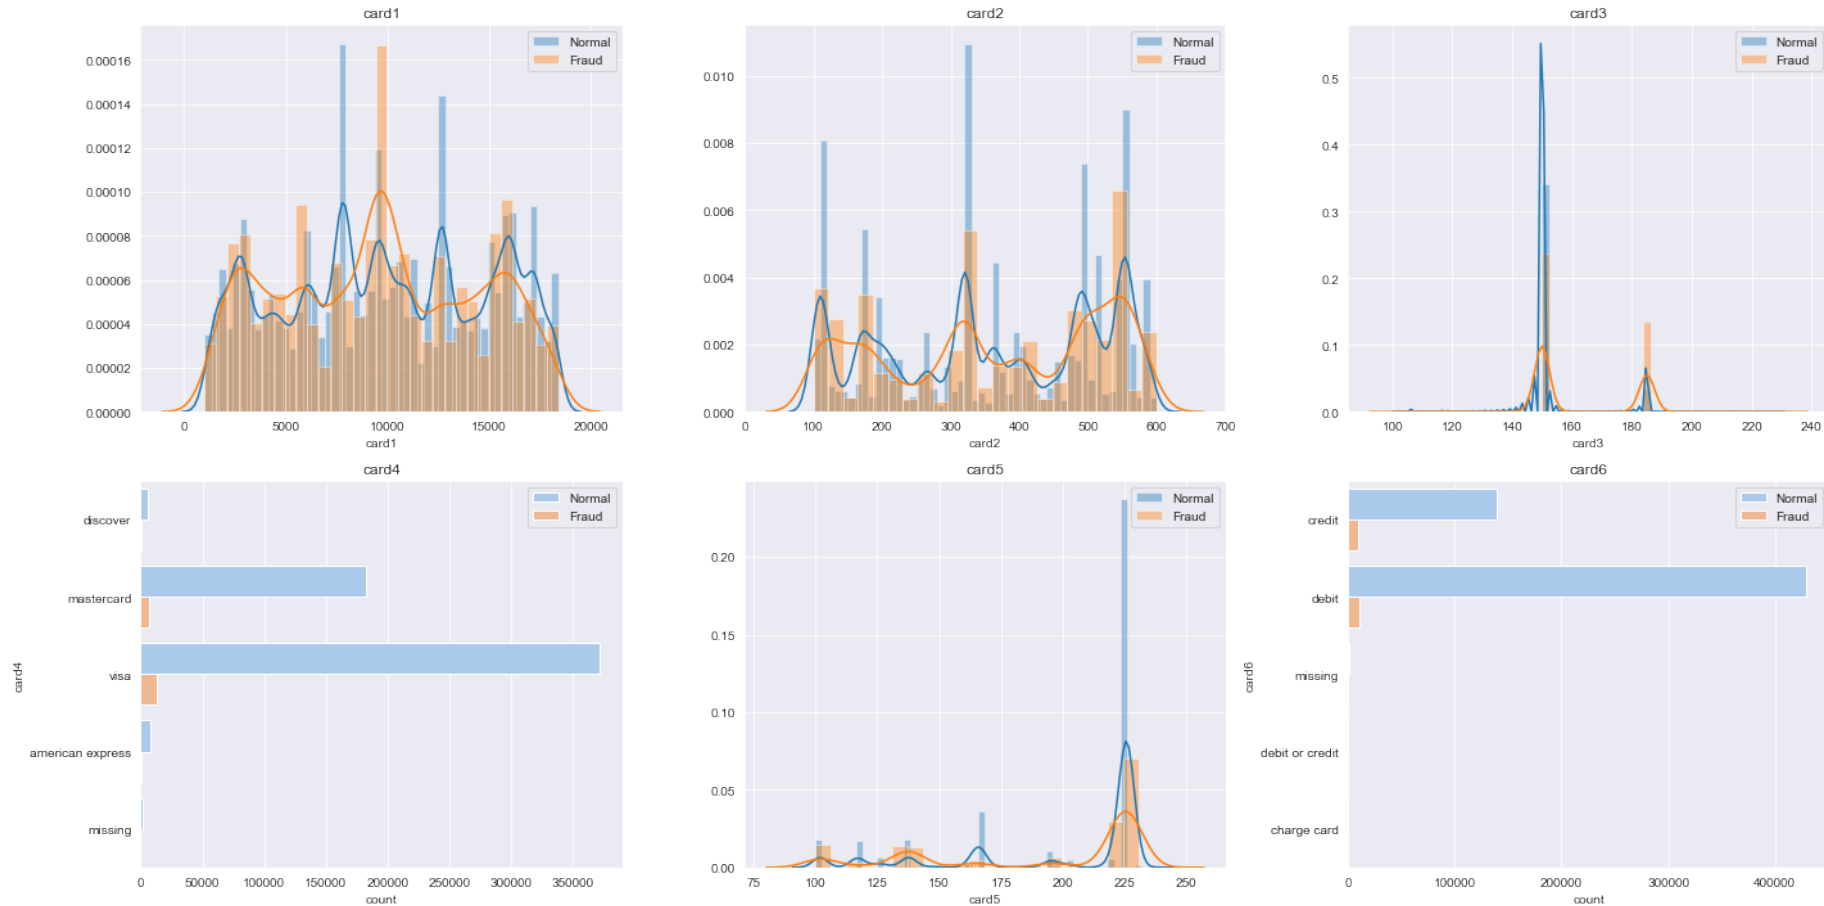 card1
0.00016
0.00014
0.00012
0.00010
0.00008
0.00006
0.00004
0.00002
0.00000
0 5000 10000 15000 20000
card1
Normal
Fraud
card2
0.010
0.008
0.006
0.004
0.002
0.000
0 100 200 300 400 500 600 700
card2
Normal
Fraud
card3
0.5
0.4
0.3
0.2
0.1
0.0
100 120 140 160 180 200 220 240
card3
Normal
Fraud
card4
card4
discover
mastercard
visa
american express
missing
0 50000 100000 150000 200000 250000 300000 350000
count
Normal
Fraud
card5
0.20
0.15
0.10
0.05
0.00
75 100 125 150 175 200 225 250
card5
Normal
Fraud
card6
card6
credit
debit
missing
debit or credit
charge card
0 100000 200000 300000 400000
count
Normal
Fraud